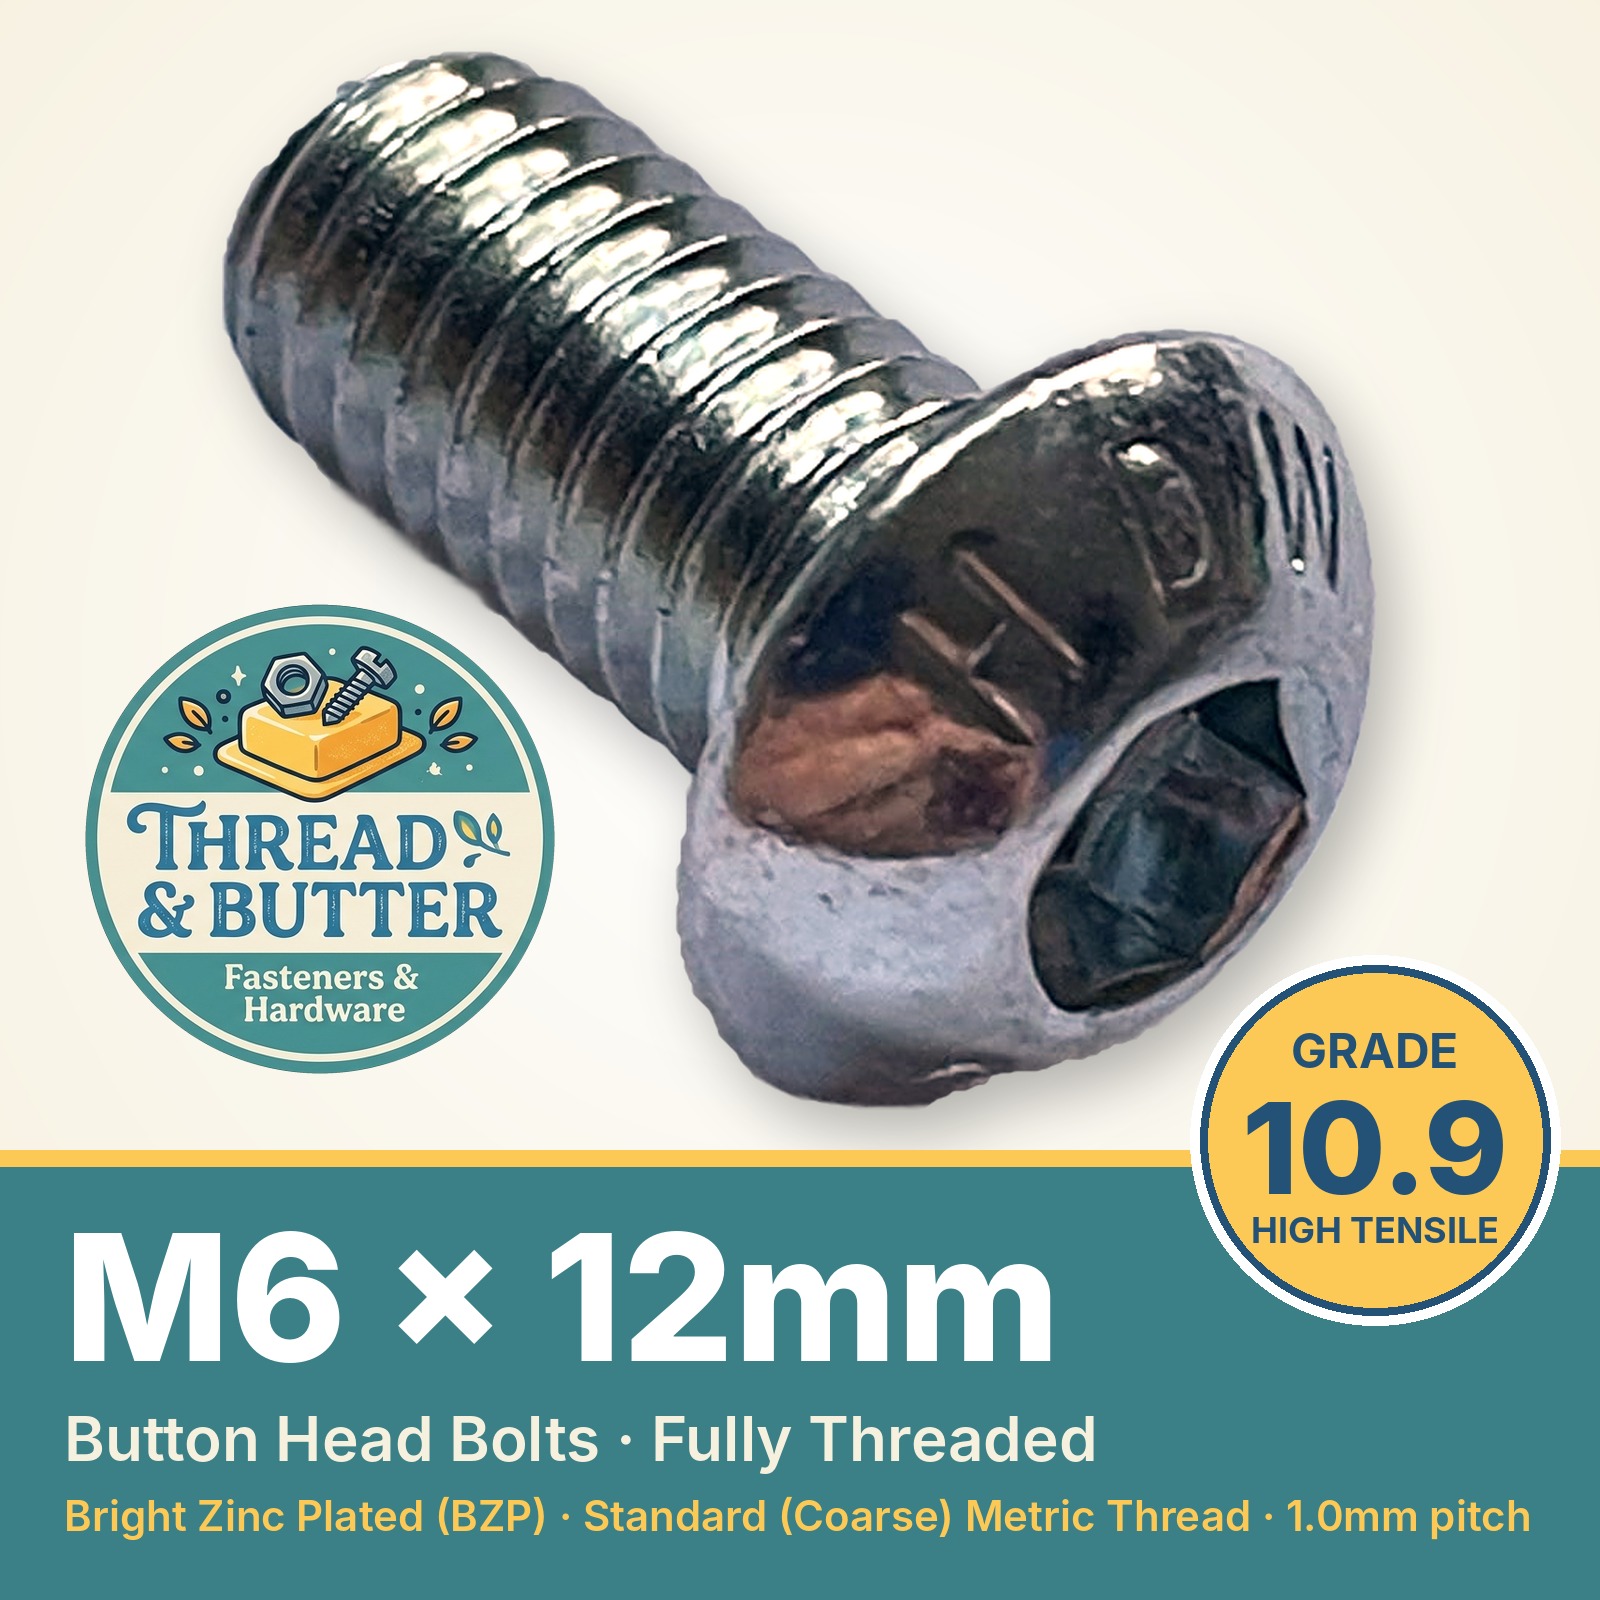 THREAD
& BUTTER
Fasteners &
Hardware
GRADE
10.9
HIGH TENSILE
M6 × 12mm
Button Head Bolts · Fully Threaded
Bright Zinc Plated (BZP) · Standard (Coarse) Metric Thread · 1.0mm pitch